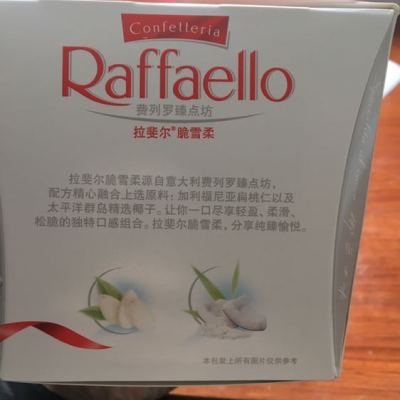 Confetteria
Raffaello
费列罗臻点坊
拉斐尔®脆雪柔
拉斐尔脆雪柔源自意大利费列罗臻点坊，
配方精心融合上选原料：加利福尼亚扁桃仁以及
太平洋群岛精选椰子。让你一口尽享轻盈、柔滑、
松脆的独特口感组合。拉斐尔脆雪柔，分享纯臻愉悦。
本包装上所有图片仅供参考